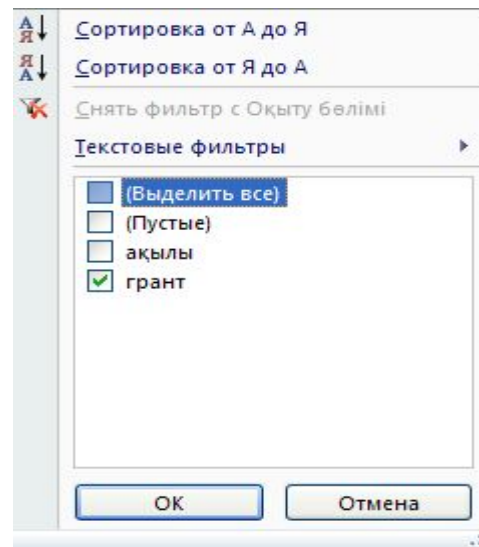 Сортировка от А до Я
Сортировка от Я до А
Снять фильтр с Оқыту бөлімі
Текстовые фильтры
(Выделить все)
(Пустые)
ақылы
грант
ОК
Отмена